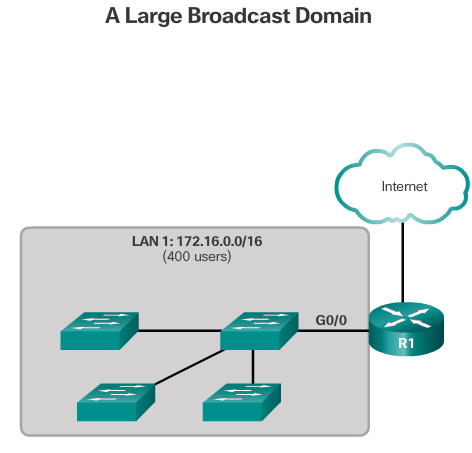 A Large Broadcast Domain
Internet
LAN 1: 172.16.0.0/16
(400 users)
G0/0
R1